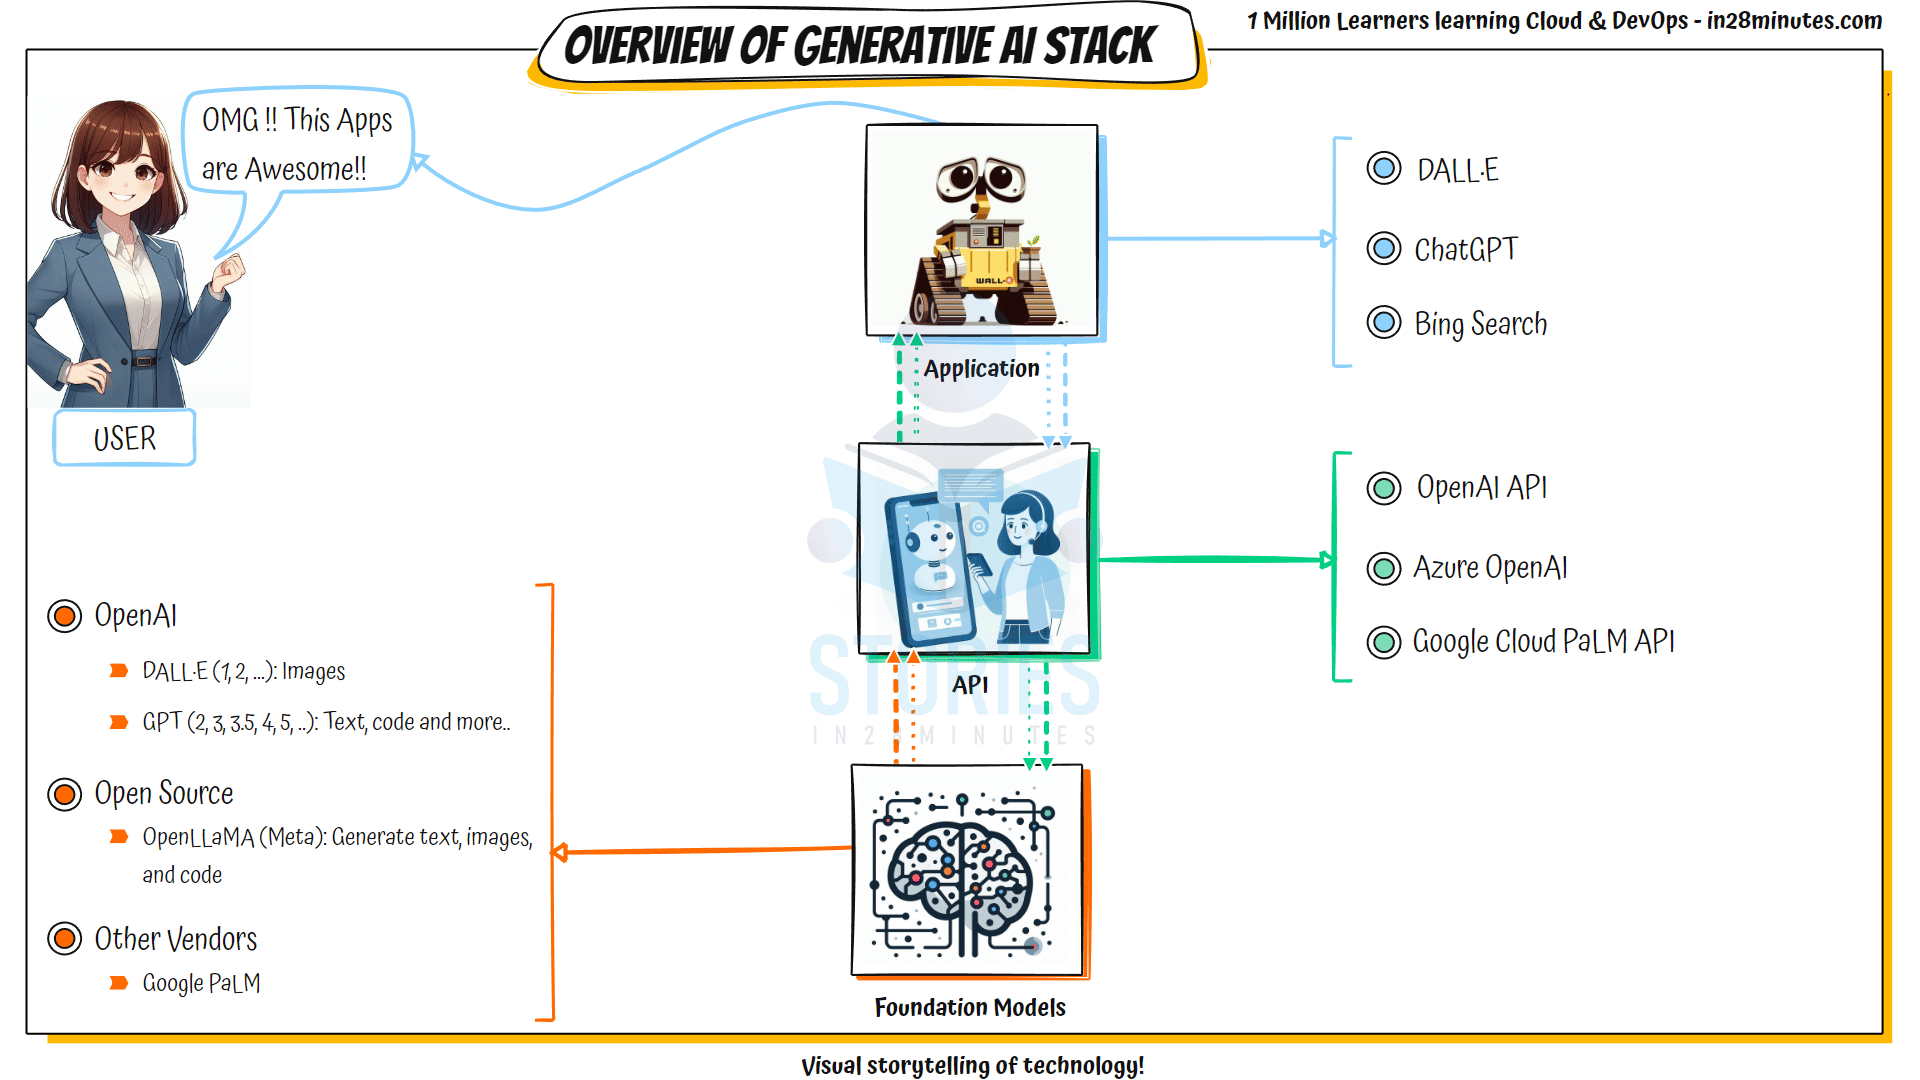 1 Million Learners learning Cloud & DevOps - in28minutes.com
OVERVIEW OF GENERATIVE AI STACK
OMG !! This Apps
are Awesome!!
USER
WALL-O
Application
DALL·E
ChatGPT
Bing Search
API
OpenAI API
Azure OpenAI
Google Cloud PaLM API
STORIES
IN28MINUTES
OpenAI
DALL·E (1, 2, ...): Images
GPT (2, 3, 3.5, 4, 5, ..): Text, code and more..
Open Source
OpenLLaMA (Meta): Generate text, images,
and code
Other Vendors
Google PaLM
Foundation Models
Visual storytelling of technology!